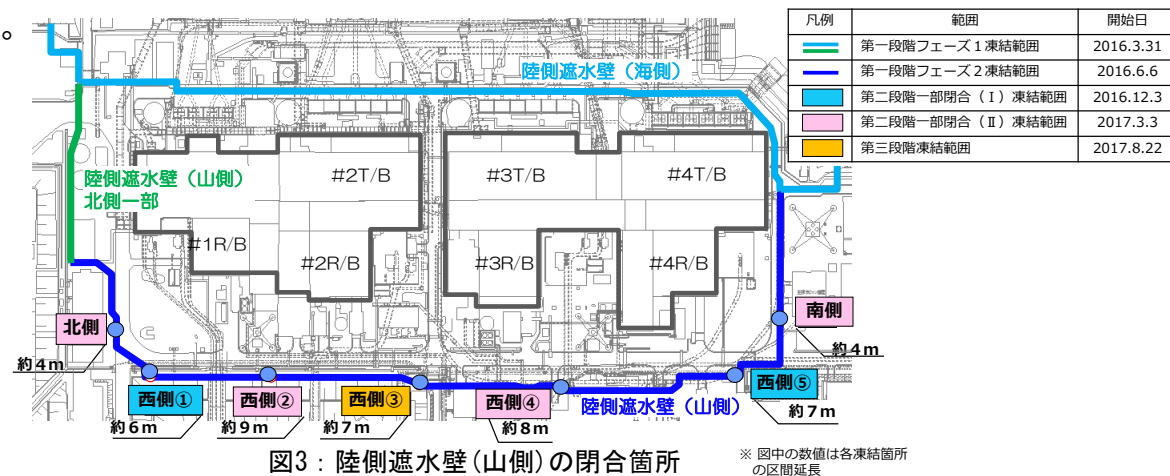 。
凡例 範囲 開始日
第一段階フェーズ１凍結範囲 2016.3.31
第一段階フェーズ２凍結範囲 2016.6.6
第二段階一部閉合（Ⅰ）凍結範囲 2016.12.3
第二段階一部閉合（Ⅱ）凍結範囲 2017.3.3
第三段階凍結範囲 2017.8.22
陸側遮水壁（海側）
陸側遮水壁（山側）
北側一部
#2T/B
#3T/B
#4T/B
#1R/B
#2R/B
#3R/B
#4R/B
北側
約4m
南側
約4m
西側①
約6m
西側②
約9m
西側③
約7m
西側④
約8m
西側⑤
約7m
陸側遮水壁（山側）
図3：陸側遮水壁(山側)の閉合箇所
※ 図中の数値は各凍結箇所
の区間延長